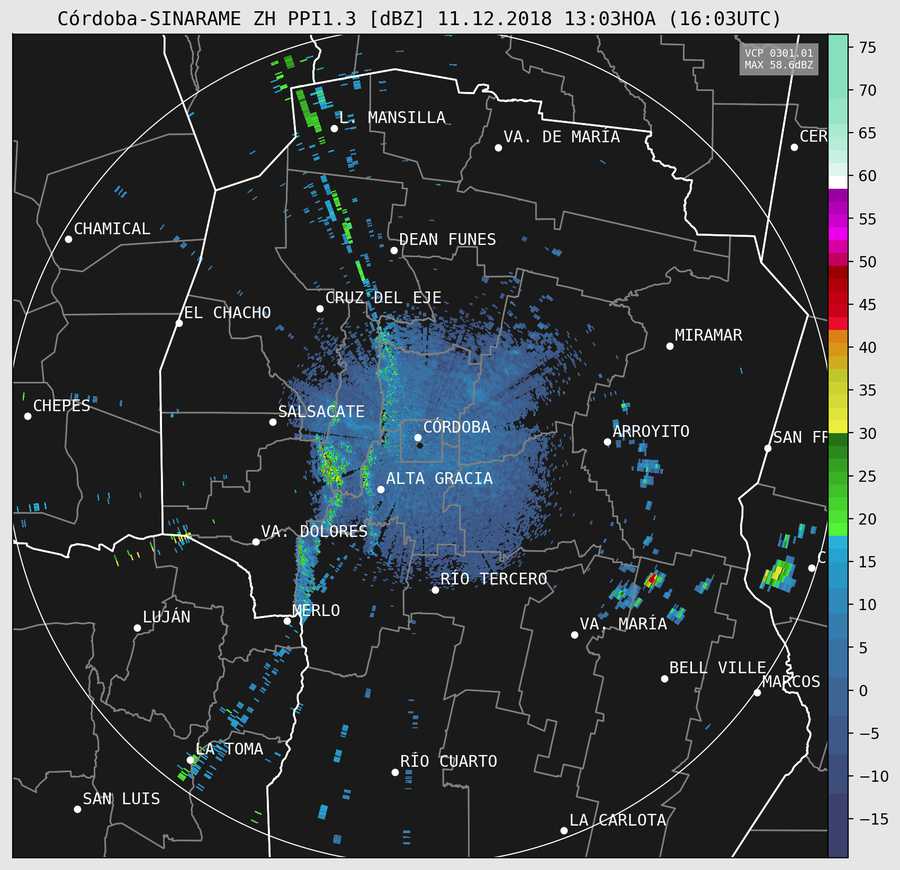 Córdoba-SINARAME ZH PPI1.3 [dBZ] 11.12.2018 13:03HOA (16:03UTC)
VCP 0301.01
MAX 58.6dBZ
75
70
65
60
55
50
45
40
35
30
25
20
15
10
5
0
−5
−10
−15
L. MANSILLA
VA. DE MARÍA
CER
CHAMICAL
DEAN FUNES
CRUZ DEL EJE
EL CHACHO
MIRAMAR
CHEPES
SALSACATE
CÓRDOBA
ARROYITO
SAN FR
ALTA GRACIA
VA. DOLORES
C
RÍO TERCERO
MERLO
LUJÁN
VA. MARÍA
BELL VILLE
MARCOS
LA TOMA
RÍO CUARTO
SAN LUIS
LA CARLOTA